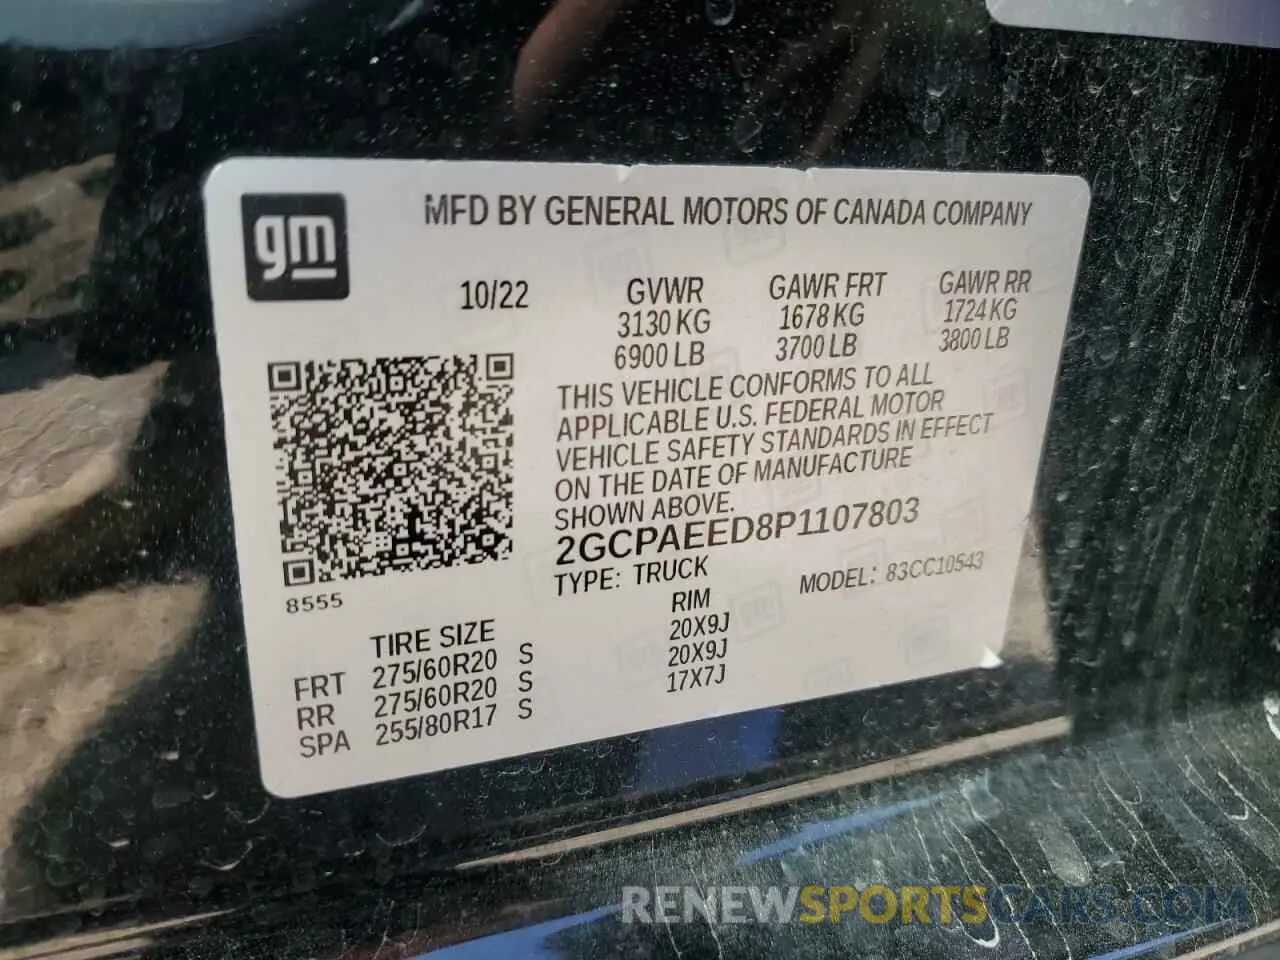 gm
MFD BY GENERAL MOTORS OF CANADA COMPANY
10/22
GVWR GAWR FRT GAWR RR
3130 KG 1678 KG 1724 KG
6900 LB 3700 LB 3800 LB
THIS VEHICLE CONFORMS TO ALL
APPLICABLE U.S. FEDERAL MOTOR
VEHICLE SAFETY STANDARDS IN EFFECT
ON THE DATE OF MANUFACTURE
SHOWN ABOVE.
2GCPAEED8P1107803
TYPE: TRUCK MODEL: 83CC10543
8555
TIRE SIZE RIM
FRT 275/60R20 S 20X9J
RR 275/60R20 S 20X9J
SPA 255/80R17 S 17X7J
RENEWSPORTSCARS.COM